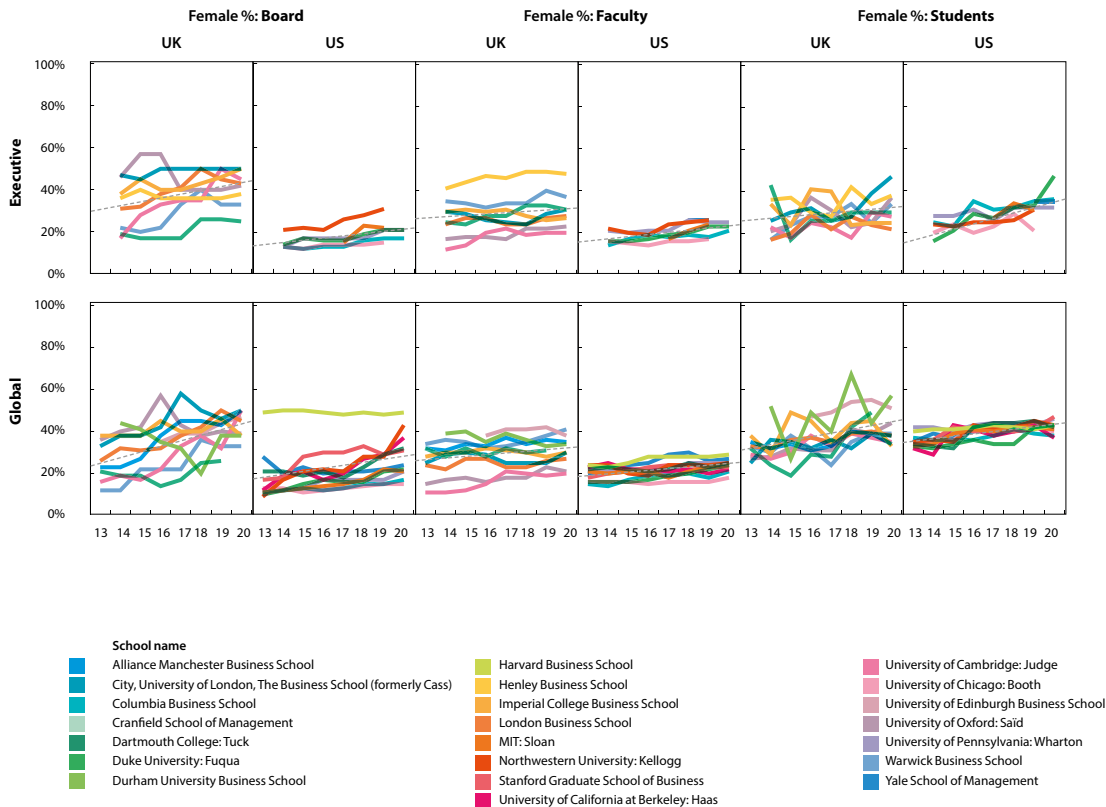 Female %: Board
Female %: Faculty
Female %: Students
UK
US
UK
US
UK
US
Executive
100%
80%
60%
40%
20%
0%
Global
100%
80%
60%
40%
20%
0%
13 14 15 16 17 18 19 20
13 14 15 16 17 18 19 20
13 14 15 16 17 18 19 20
13 14 15 16 17 18 19 20
13 14 15 16 17 18 19 20
13 14 15 16 17 18 19 20
School name
Alliance Manchester Business School
City, University of London, The Business School (formerly Cass)
Columbia Business School
Cranfield School of Management
Dartmouth College: Tuck
Duke University: Fuqua
Durham University Business School
Harvard Business School
Henley Business School
Imperial College Business School
London Business School
MIT: Sloan
Northwestern University: Kellogg
Stanford Graduate School of Business
University of California at Berkeley: Haas
University of Cambridge: Judge
University of Chicago: Booth
University of Edinburgh Business School
University of Oxford: Saïd
University of Pennsylvania: Wharton
Warwick Business School
Yale School of Management